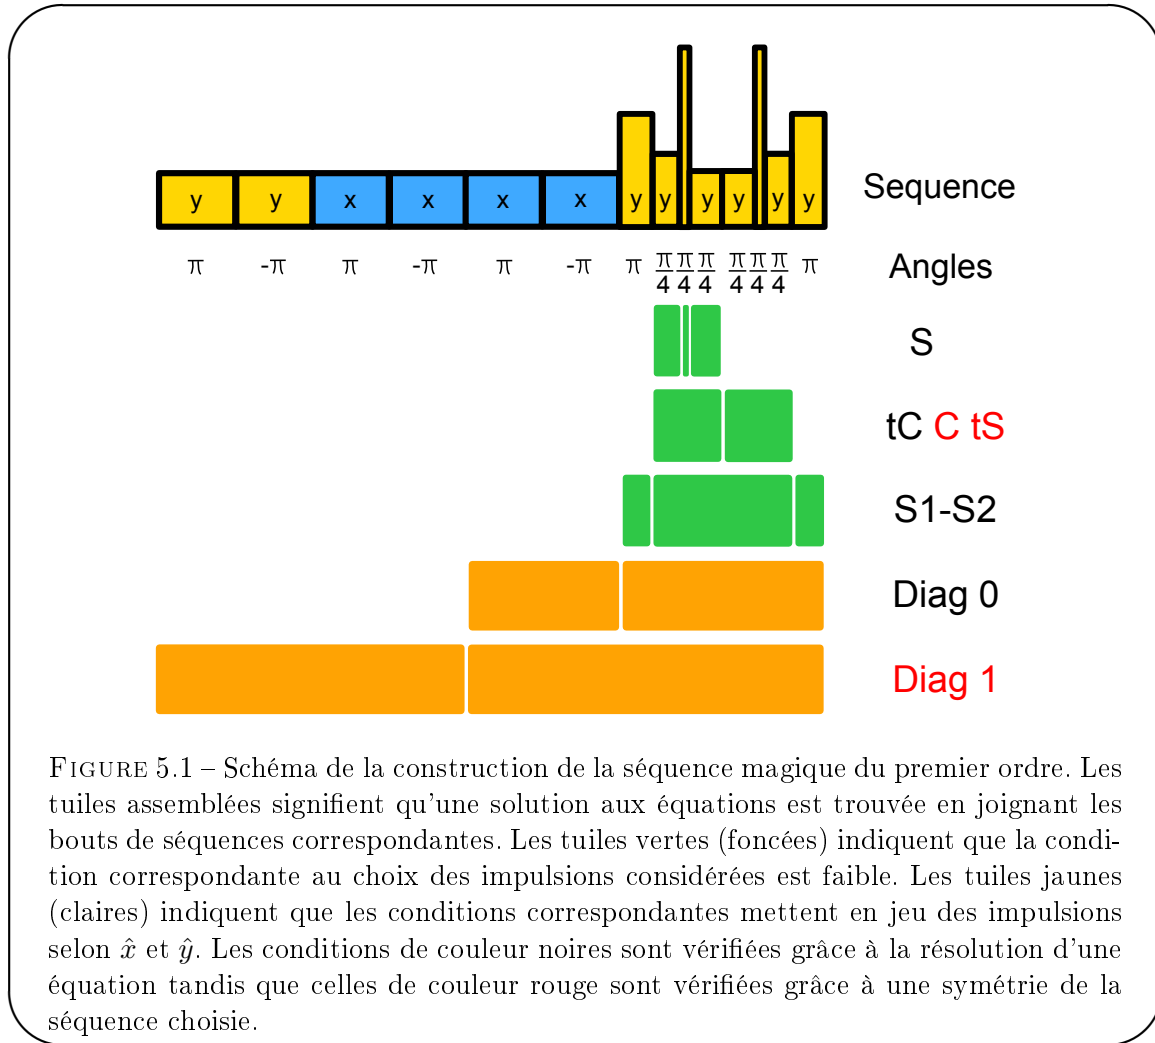 y y x x x x y y y y y y Sequence
π -π π -π π -π π π/4 π/4 π/4 π/4 π/4 π/4 π Angles
S
tC C tS
S1-S2
Diag 0
Diag 1
FIGURE 5.1 – Schéma de la construction de la séquence magique du premier ordre. Les
tuiles assemblées signifient qu'une solution aux équations est trouvée en joignant les
bouts de séquences correspondantes. Les tuiles vertes (foncées) indiquent que la condi-
tion correspondante au choix des impulsions considérées est faible. Les tuiles jaunes
(claires) indiquent que les conditions correspondantes mettent en jeu des impulsions
selon x̂ et ŷ. Les conditions de couleur noires sont vérifiées grâce à la résolution d'une
équation tandis que celles de couleur rouge sont vérifiées grâce à une symétrie de la
séquence choisie.